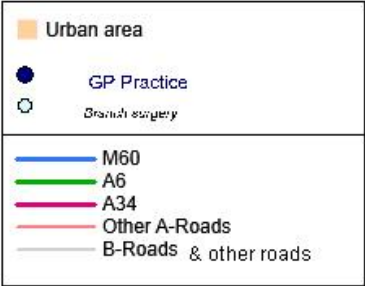 Urban area
GP Practice
Branch surgery
M60
A6
A34
Other A-Roads
B-Roads & other roads